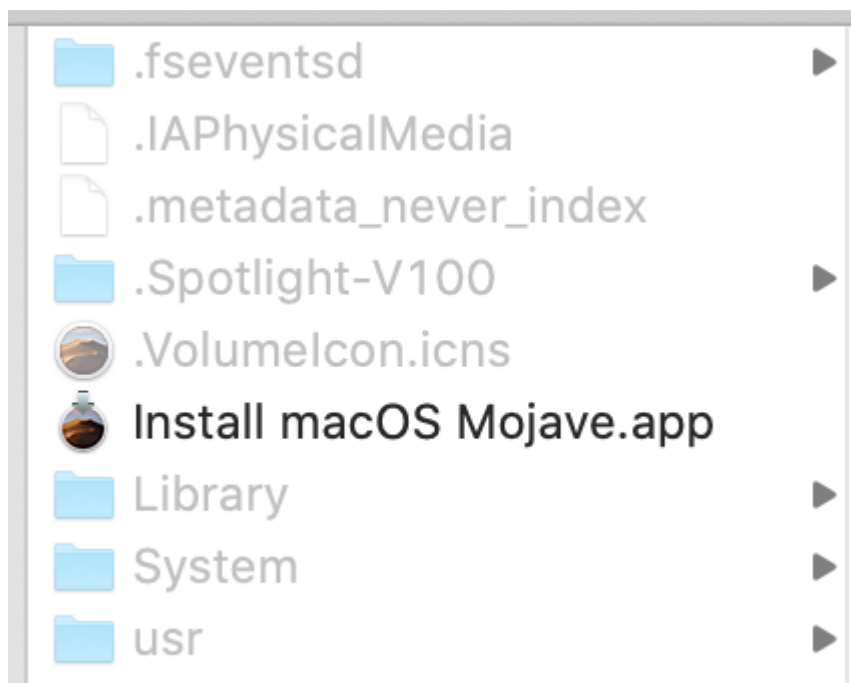 .fseventsd
.IAPhysicalMedia
.metadata_never_index
.Spotlight-V100
.VolumeIcon.icns
Install macOS Mojave.app
Library
System
usr